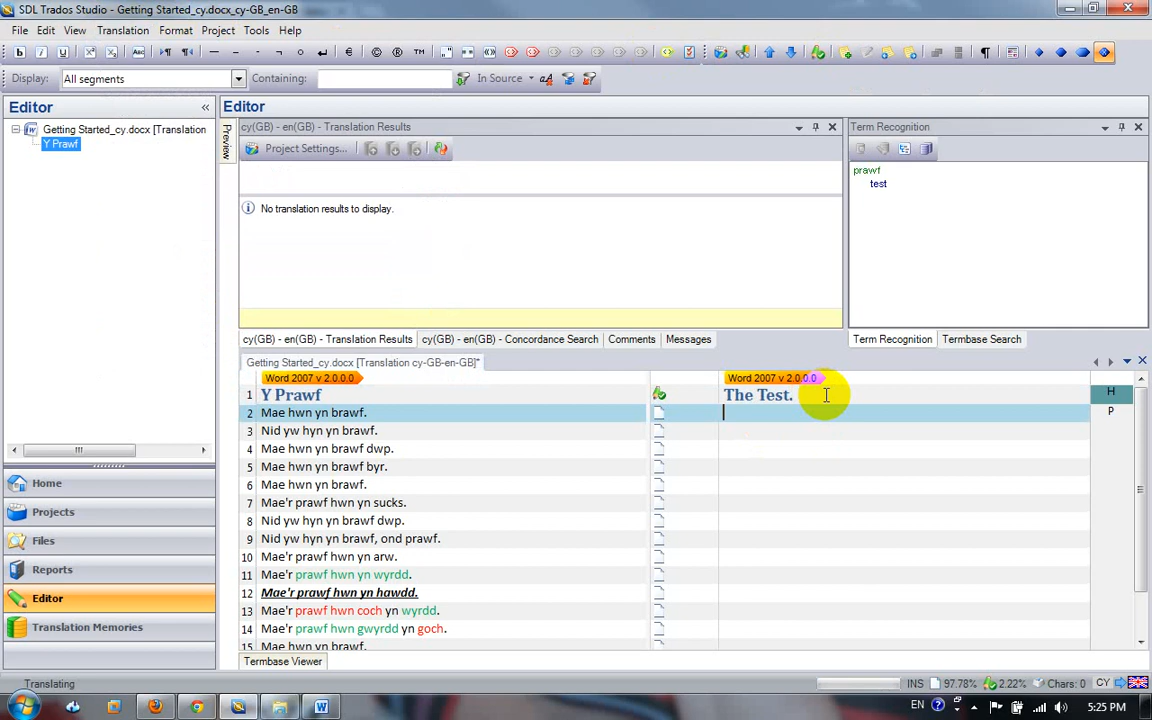 SDL Trados Studio - Getting Started_cy.docx_cy-GB_en-GB
File Edit View Translation Format Project Tools Help
Display: All segments Containing: In Source
Editor
Getting Started_cy.docx [Translation
Y Prawf
Home
Projects
Files
Reports
Editor
Translation Memories
Editor
Preview
cy(GB) - en(GB) - Translation Results
Project Settings...
No translation results to display.
cy(GB) - en(GB) - Translation Results cy(GB) - en(GB) - Concordance Search Comments Messages
Term Recognition
prawf
test
Term Recognition Termbase Search
Getting Started_cy.docx [Translation cy-GB-en-GB]*
Word 2007 v 2.0.0.0 Word 2007 v 2.0.0.0
1 Y Prawf The Test. H
2 Mae hwn yn brawf. P
3 Nid yw hyn yn brawf.
4 Mae hwn yn brawf dwp.
5 Mae hwn yn brawf byr.
6 Mae hwn yn brawf.
7 Mae'r prawf hwn yn sucks.
8 Nid yw hyn yn brawf dwp.
9 Nid yw hyn yn brawf, ond prawf.
10 Mae'r prawf hwn yn arw.
11 Mae'r prawf hwn yn wyrdd.
12 Mae'r prawf hwn yn hawdd.
13 Mae'r prawf hwn coch yn wyrdd.
14 Mae'r prawf hwn gwyrdd yn goch.
15 Mae hwn yn brawf.
Termbase Viewer
Translating INS 97.78% 2.22% Chars: 0 CY
EN 5:25 PM